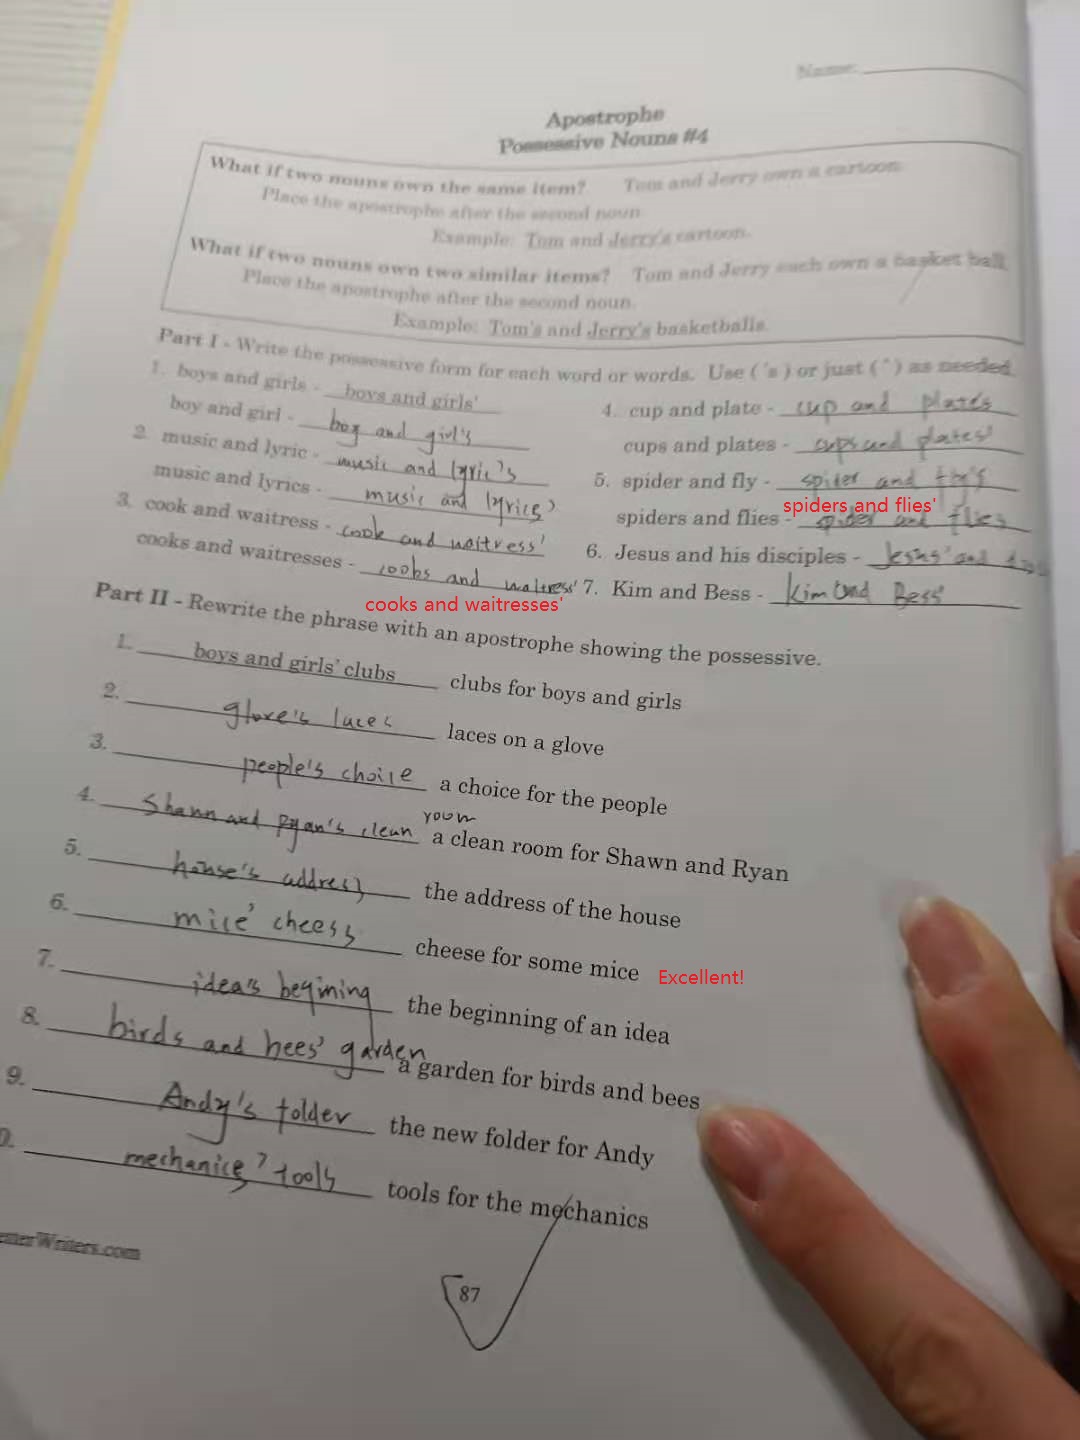 Name:
Apostrophe
Possessive Nouns #4
What if two nouns own the same item? Tom and Jerry own a cartoon.
Place the apostrophe after the second noun.
Example: Tom and Jerry's cartoon.
What if two nouns own two similar items? Tom and Jerry each own a basket ball.
Place the apostrophe after the second noun.
Example: Tom's and Jerry's basketballs.
Part I - Write the possessive form for each word or words. Use ( 's ) or just ( ' ) as needed.
1. boys and girls - boys and girls'
boy and girl - boy and girl's
2. music and lyric - music and lyric's
music and lyrics - music and lyrics'
3. cook and waitress - cook and waitress'
cooks and waitresses - cooks and waitress'
cooks and waitresses'
4. cup and plate - cup and plates
cups and plates - cups and plates'
5. spider and fly - spider and fly's
spiders and flies'
spiders and flies - spider and flies
6. Jesus and his disciples - Jesus' and
7. Kim and Bess - Kim and Bess'
Part II - Rewrite the phrase with an apostrophe showing the possessive.
1. boys and girls' clubs clubs for boys and girls
2. glove's laces laces on a glove
3. people's choice a choice for the people
4. Shawn and Ryan's clean room a clean room for Shawn and Ryan
5. house's address the address of the house
6. mice' cheess cheese for some mice Excellent!
7. idea's begining the beginning of an idea
8. birds and bees' garden a garden for birds and bees
9. Andy's folder the new folder for Andy
mechanics' tools tools for the mechanics
Writers.com
87